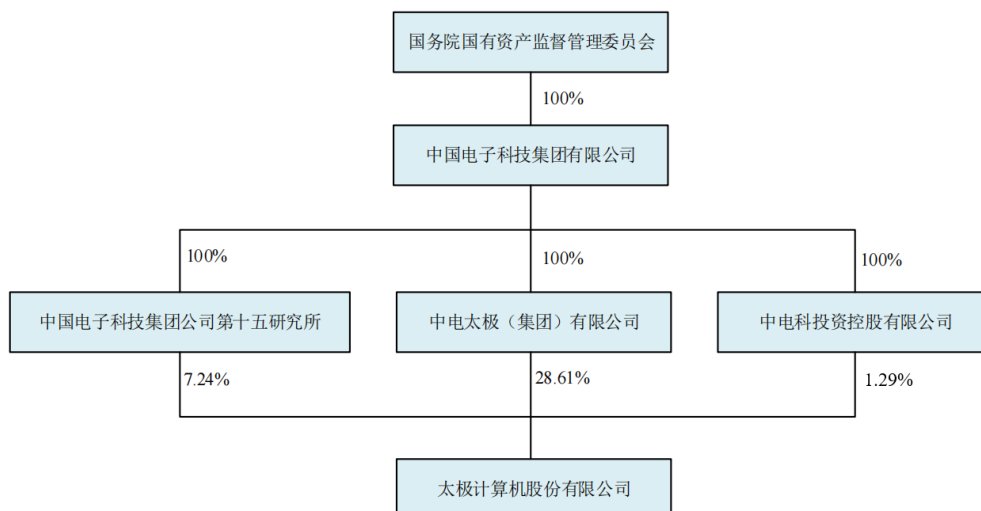 国务院国有资产监督管理委员会
100%
中国电子科技集团有限公司
100%
100%
100%
中国电子科技集团公司第十五研究所
中电太极（集团）有限公司
中电科投资控股有限公司
7.24%
28.61%
1.29%
太极计算机股份有限公司